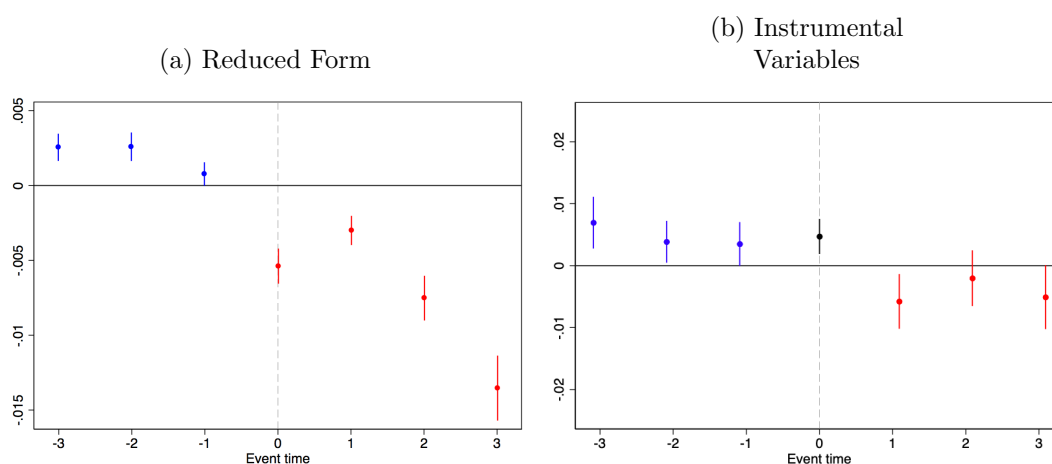 (a) Reduced Form
.005
0
-.005
-.01
-.015
-3 -2 -1 0 1 2 3
Event time
(b) Instrumental
Variables
.02
.01
0
-.01
-.02
-3 -2 -1 0 1 2 3
Event time